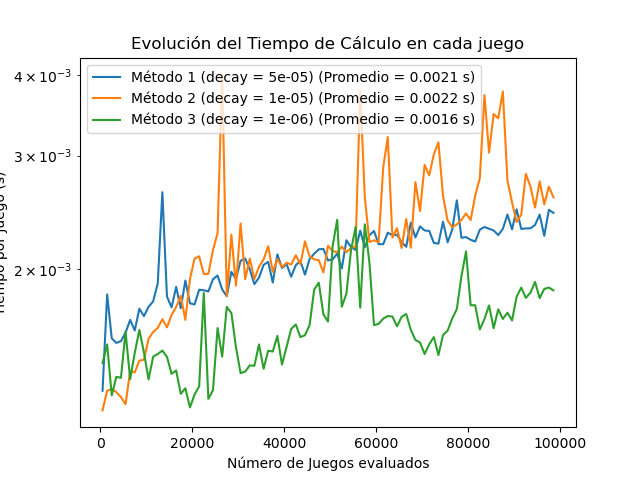 Evolución del Tiempo de Cálculo en cada juego
Método 1 (decay = 5e-05) (Promedio = 0.0021 s)
Método 2 (decay = 1e-05) (Promedio = 0.0022 s)
Método 3 (decay = 1e-06) (Promedio = 0.0016 s)
4 × 10⁻³
3 × 10⁻³
2 × 10⁻³
por juego (s)
0 20000 40000 60000 80000 100000
Número de Juegos evaluados